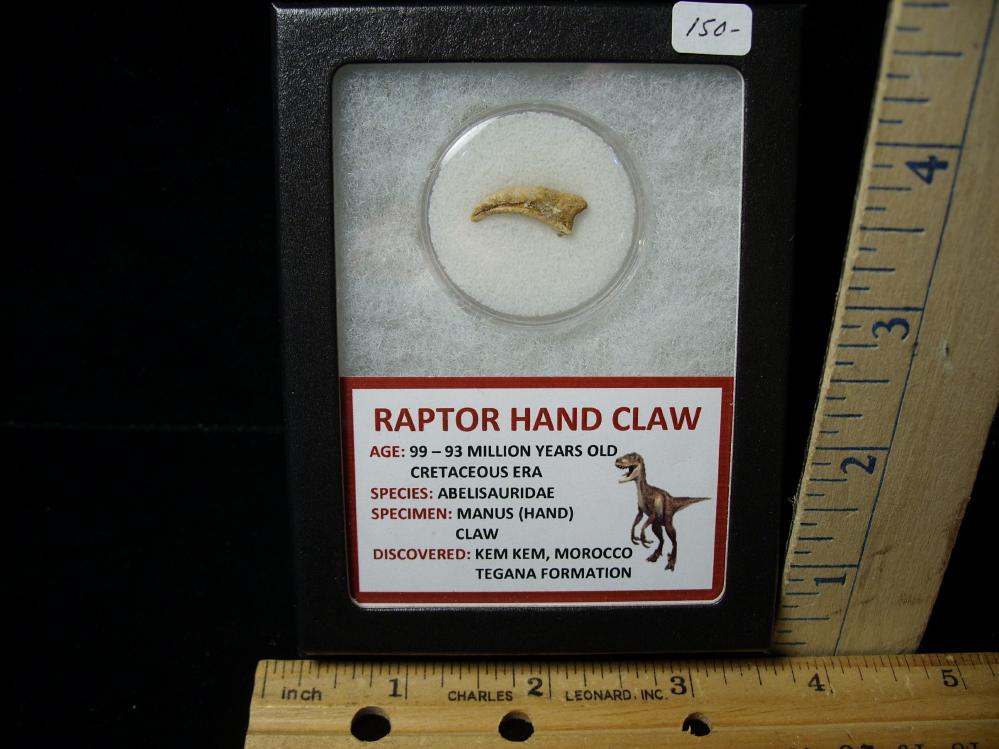 150-
RAPTOR HAND CLAW
AGE: 99 – 93 MILLION YEARS OLD
CRETACEOUS ERA
SPECIES: ABELISAURIDAE
SPECIMEN: MANUS (HAND)
CLAW
DISCOVERED: KEM KEM, MOROCCO
TEGANA FORMATION
4
3
2
1
inch 1 CHARLES 2 LEONARD, INC. 3 4 5